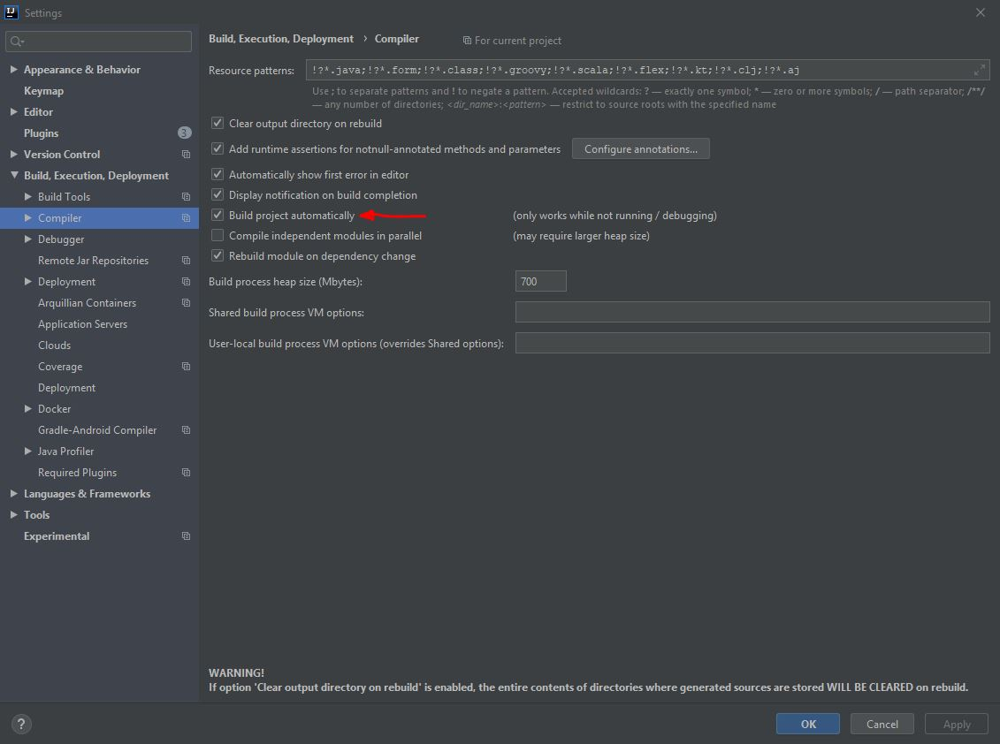 IJ
Settings
Appearance & Behavior
Keymap
Editor
Plugins 3
Version Control
Build, Execution, Deployment
Build Tools
Compiler
Debugger
Remote Jar Repositories
Deployment
Arquillian Containers
Application Servers
Clouds
Coverage
Deployment
Docker
Gradle-Android Compiler
Java Profiler
Required Plugins
Languages & Frameworks
Tools
Experimental
Build, Execution, Deployment › Compiler For current project
Resource patterns: !?*.java;!?*.form;!?*.class;!?*.groovy;!?*.scala;!?*.flex;!?*.kt;!?*.clj;!?*.aj
Use ; to separate patterns and ! to negate a pattern. Accepted wildcards: ? — exactly one symbol; * — zero or more symbols; / — path separator; /**/
— any number of directories; <dir_name>:<pattern> — restrict to source roots with the specified name
Clear output directory on rebuild
Add runtime assertions for notnull-annotated methods and parameters Configure annotations...
Automatically show first error in editor
Display notification on build completion
Build project automatically (only works while not running / debugging)
Compile independent modules in parallel (may require larger heap size)
Rebuild module on dependency change
Build process heap size (Mbytes): 700
Shared build process VM options:
User-local build process VM options (overrides Shared options):
WARNING!
If option 'Clear output directory on rebuild' is enabled, the entire contents of directories where generated sources are stored WILL BE CLEARED on rebuild.
? OK Cancel Apply